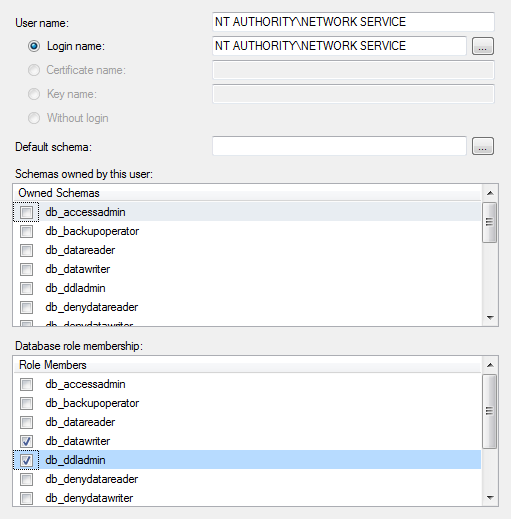 User name: NT AUTHORITY\NETWORK SERVICE
Login name: NT AUTHORITY\NETWORK SERVICE ...
Certificate name:
Key name:
Without login
Default schema: ...
Schemas owned by this user:
Owned Schemas
db_accessadmin
db_backupoperator
db_datareader
db_datawriter
db_ddladmin
db_denydatareader
db_denydatawriter
Database role membership:
Role Members
db_accessadmin
db_backupoperator
db_datareader
db_datawriter
db_ddladmin
db_denydatareader
db_denydatawriter